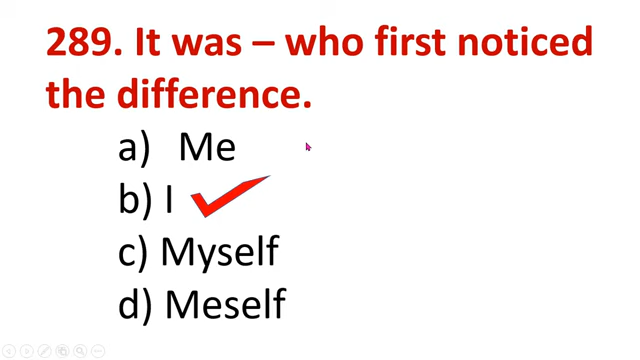 289. It was – who first noticed
the difference.
a) Me
b) I
c) Myself
d) Meself